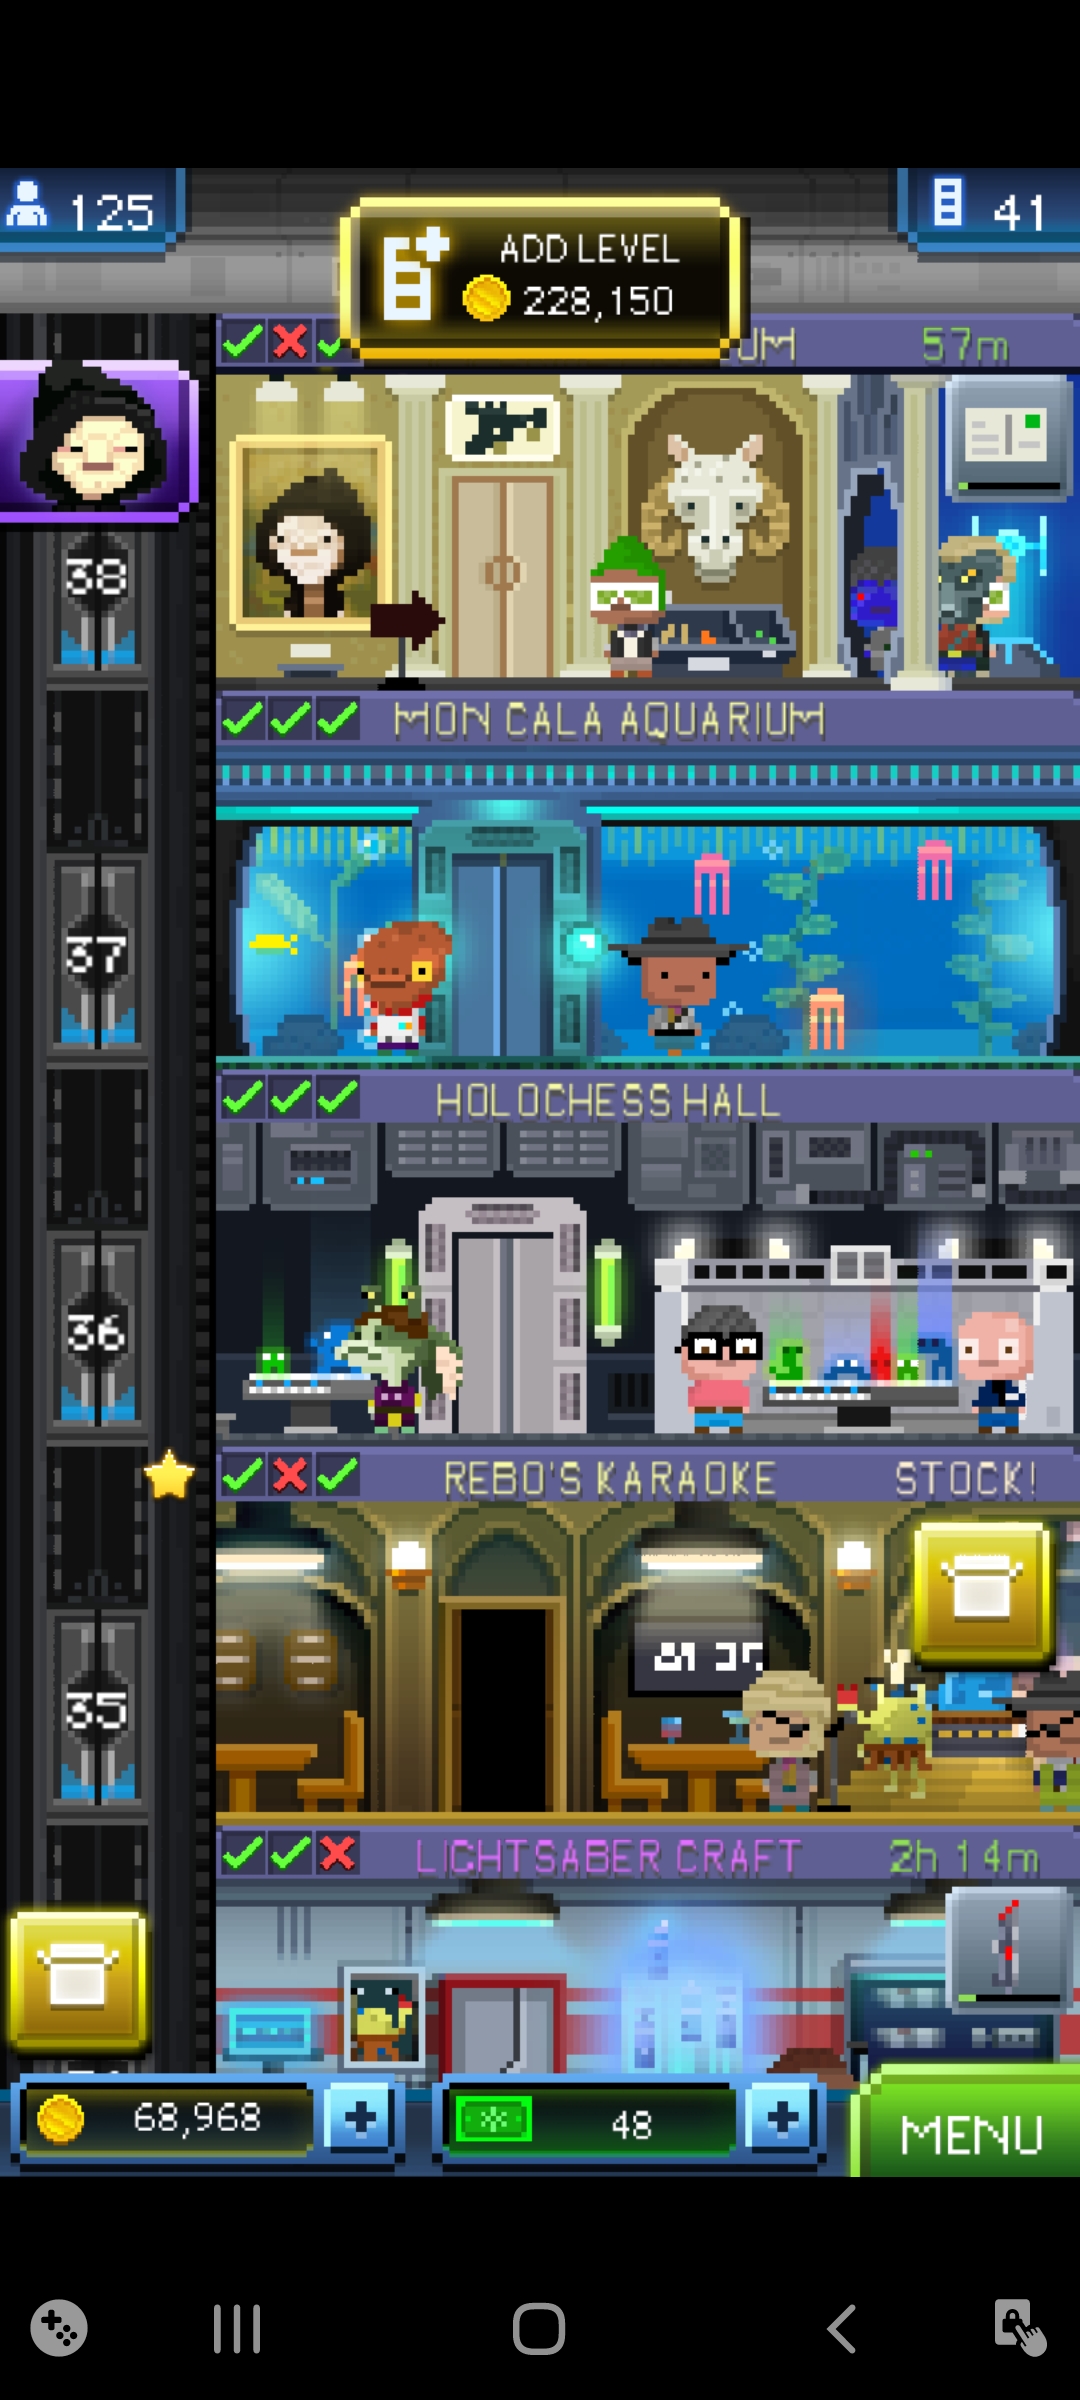 125
ADD LEVEL
228,150
41
UM
57m
38
MON CALA AQUARIUM
37
HOLOCHESS HALL
36
REBO'S KARAOKE
STOCK!
35
LIGHTSABER CRAFT
2h 14m
68,968
48
MENU